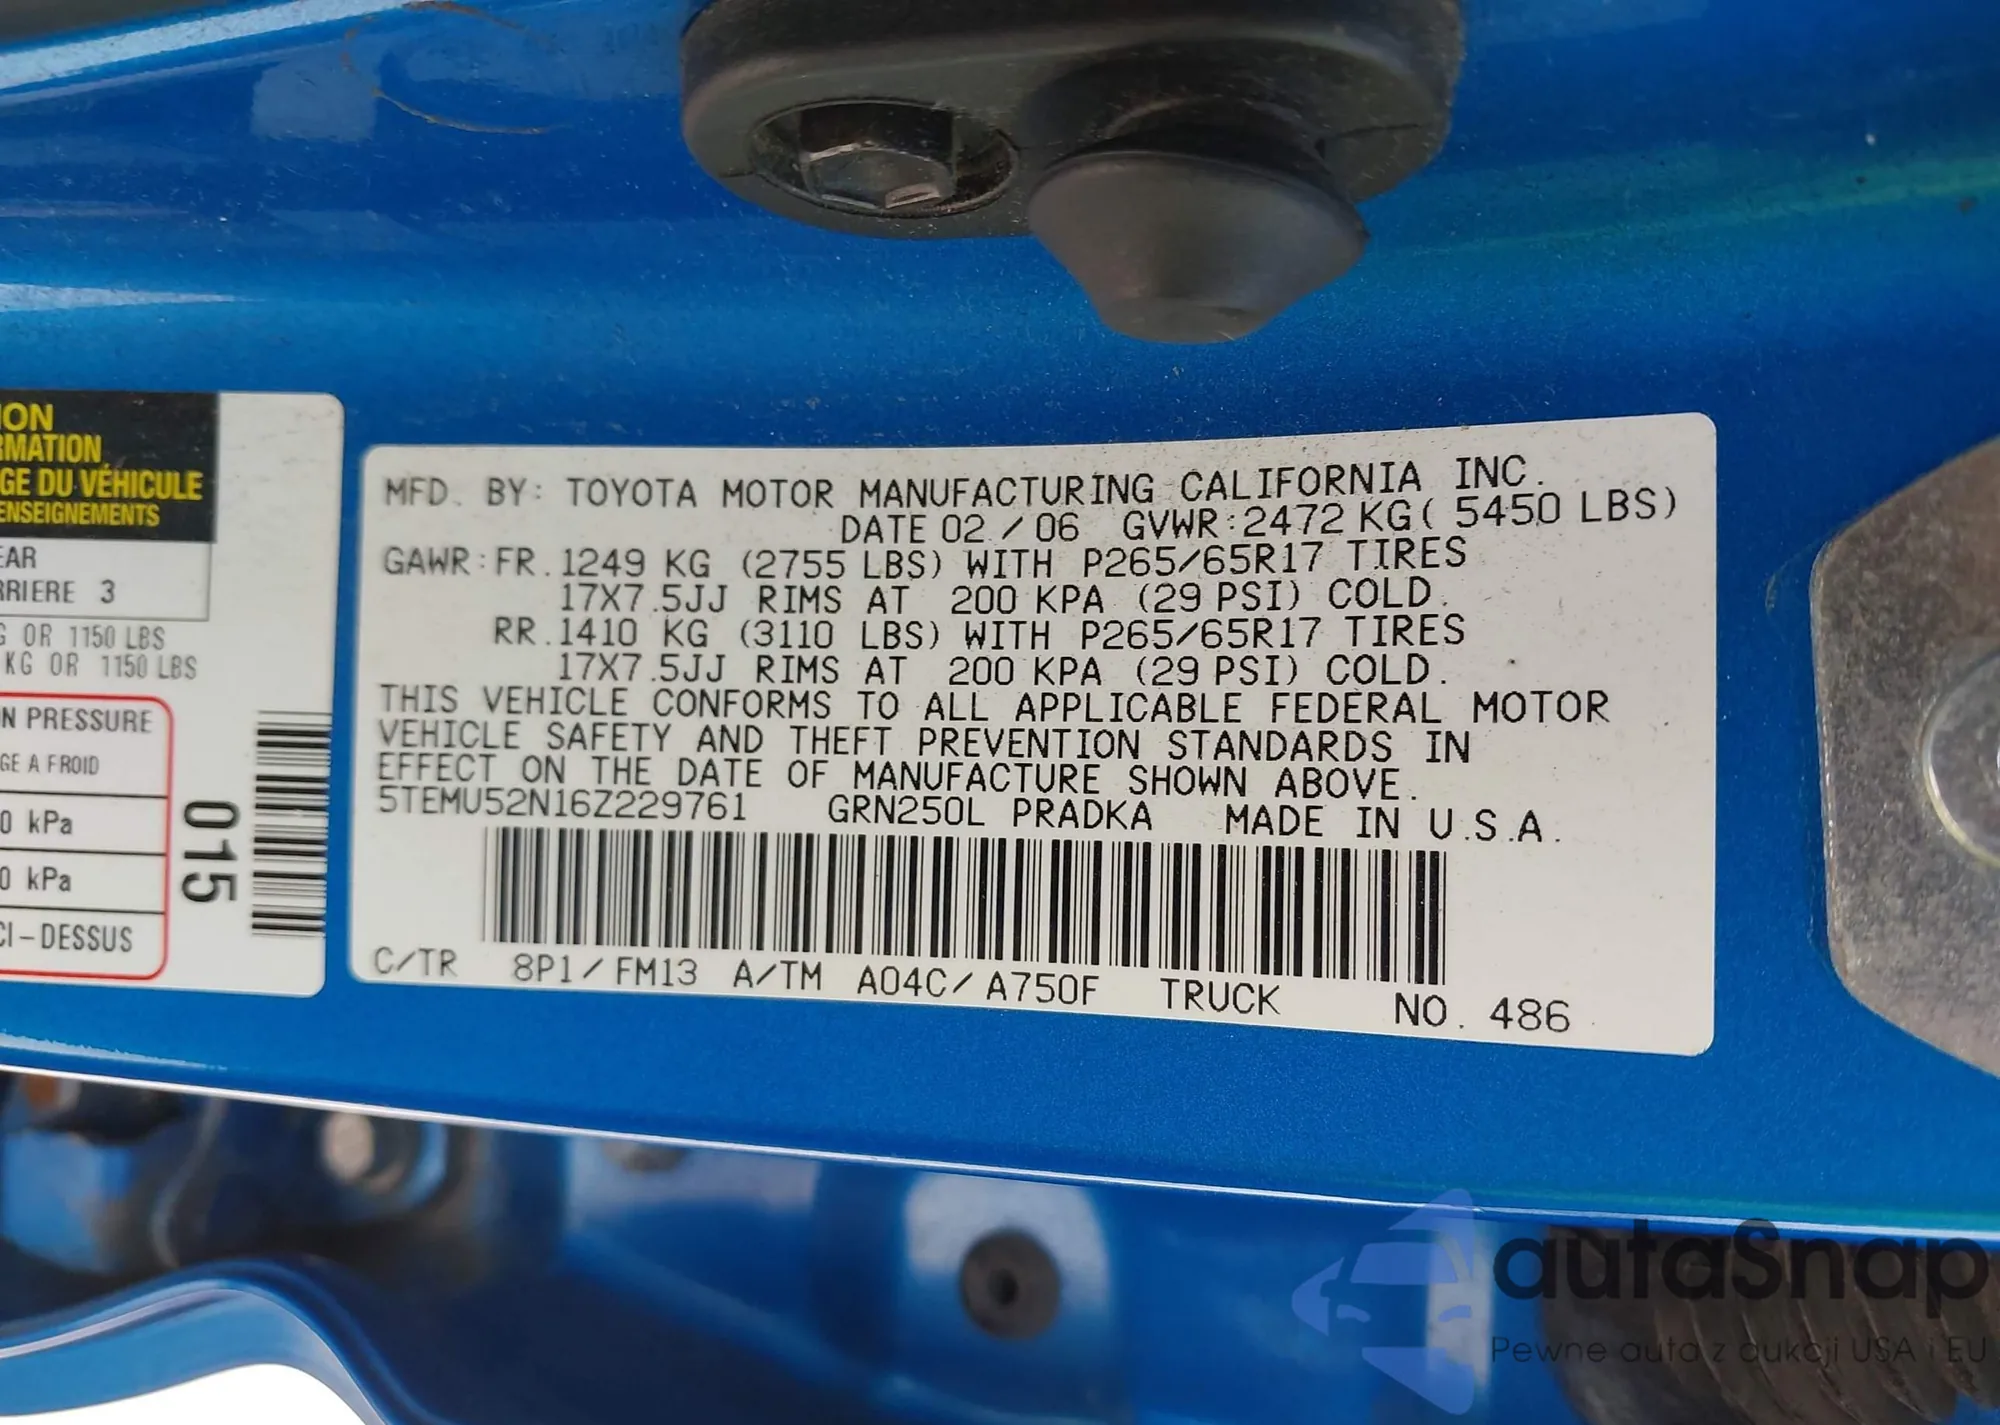 ION
RMATION
GE DU VÉHICULE
ENSEIGNEMENTS
EAR
RRIERE 3
G OR 1150 LBS
KG OR 1150 LBS
N PRESSURE
GE A FROID
0 kPa
0 kPa
CI-DESSUS
015
MFD. BY: TOYOTA MOTOR MANUFACTURING CALIFORNIA INC.
DATE 02/06 GVWR:2472 KG( 5450 LBS)
GAWR:FR.1249 KG (2755 LBS) WITH P265/65R17 TIRES
17X7.5JJ RIMS AT 200 KPA (29 PSI) COLD.
RR.1410 KG (3110 LBS) WITH P265/65R17 TIRES
17X7.5JJ RIMS AT 200 KPA (29 PSI) COLD.
THIS VEHICLE CONFORMS TO ALL APPLICABLE FEDERAL MOTOR
VEHICLE SAFETY AND THEFT PREVENTION STANDARDS IN
EFFECT ON THE DATE OF MANUFACTURE SHOWN ABOVE.
5TEMU52N16Z229761 GRN250L PRADKA MADE IN U.S.A.
C/TR 8P1/FM13 A/TM A04C/A750F TRUCK NO. 486
autaSnap
Pewne auta z aukcji USA i EU